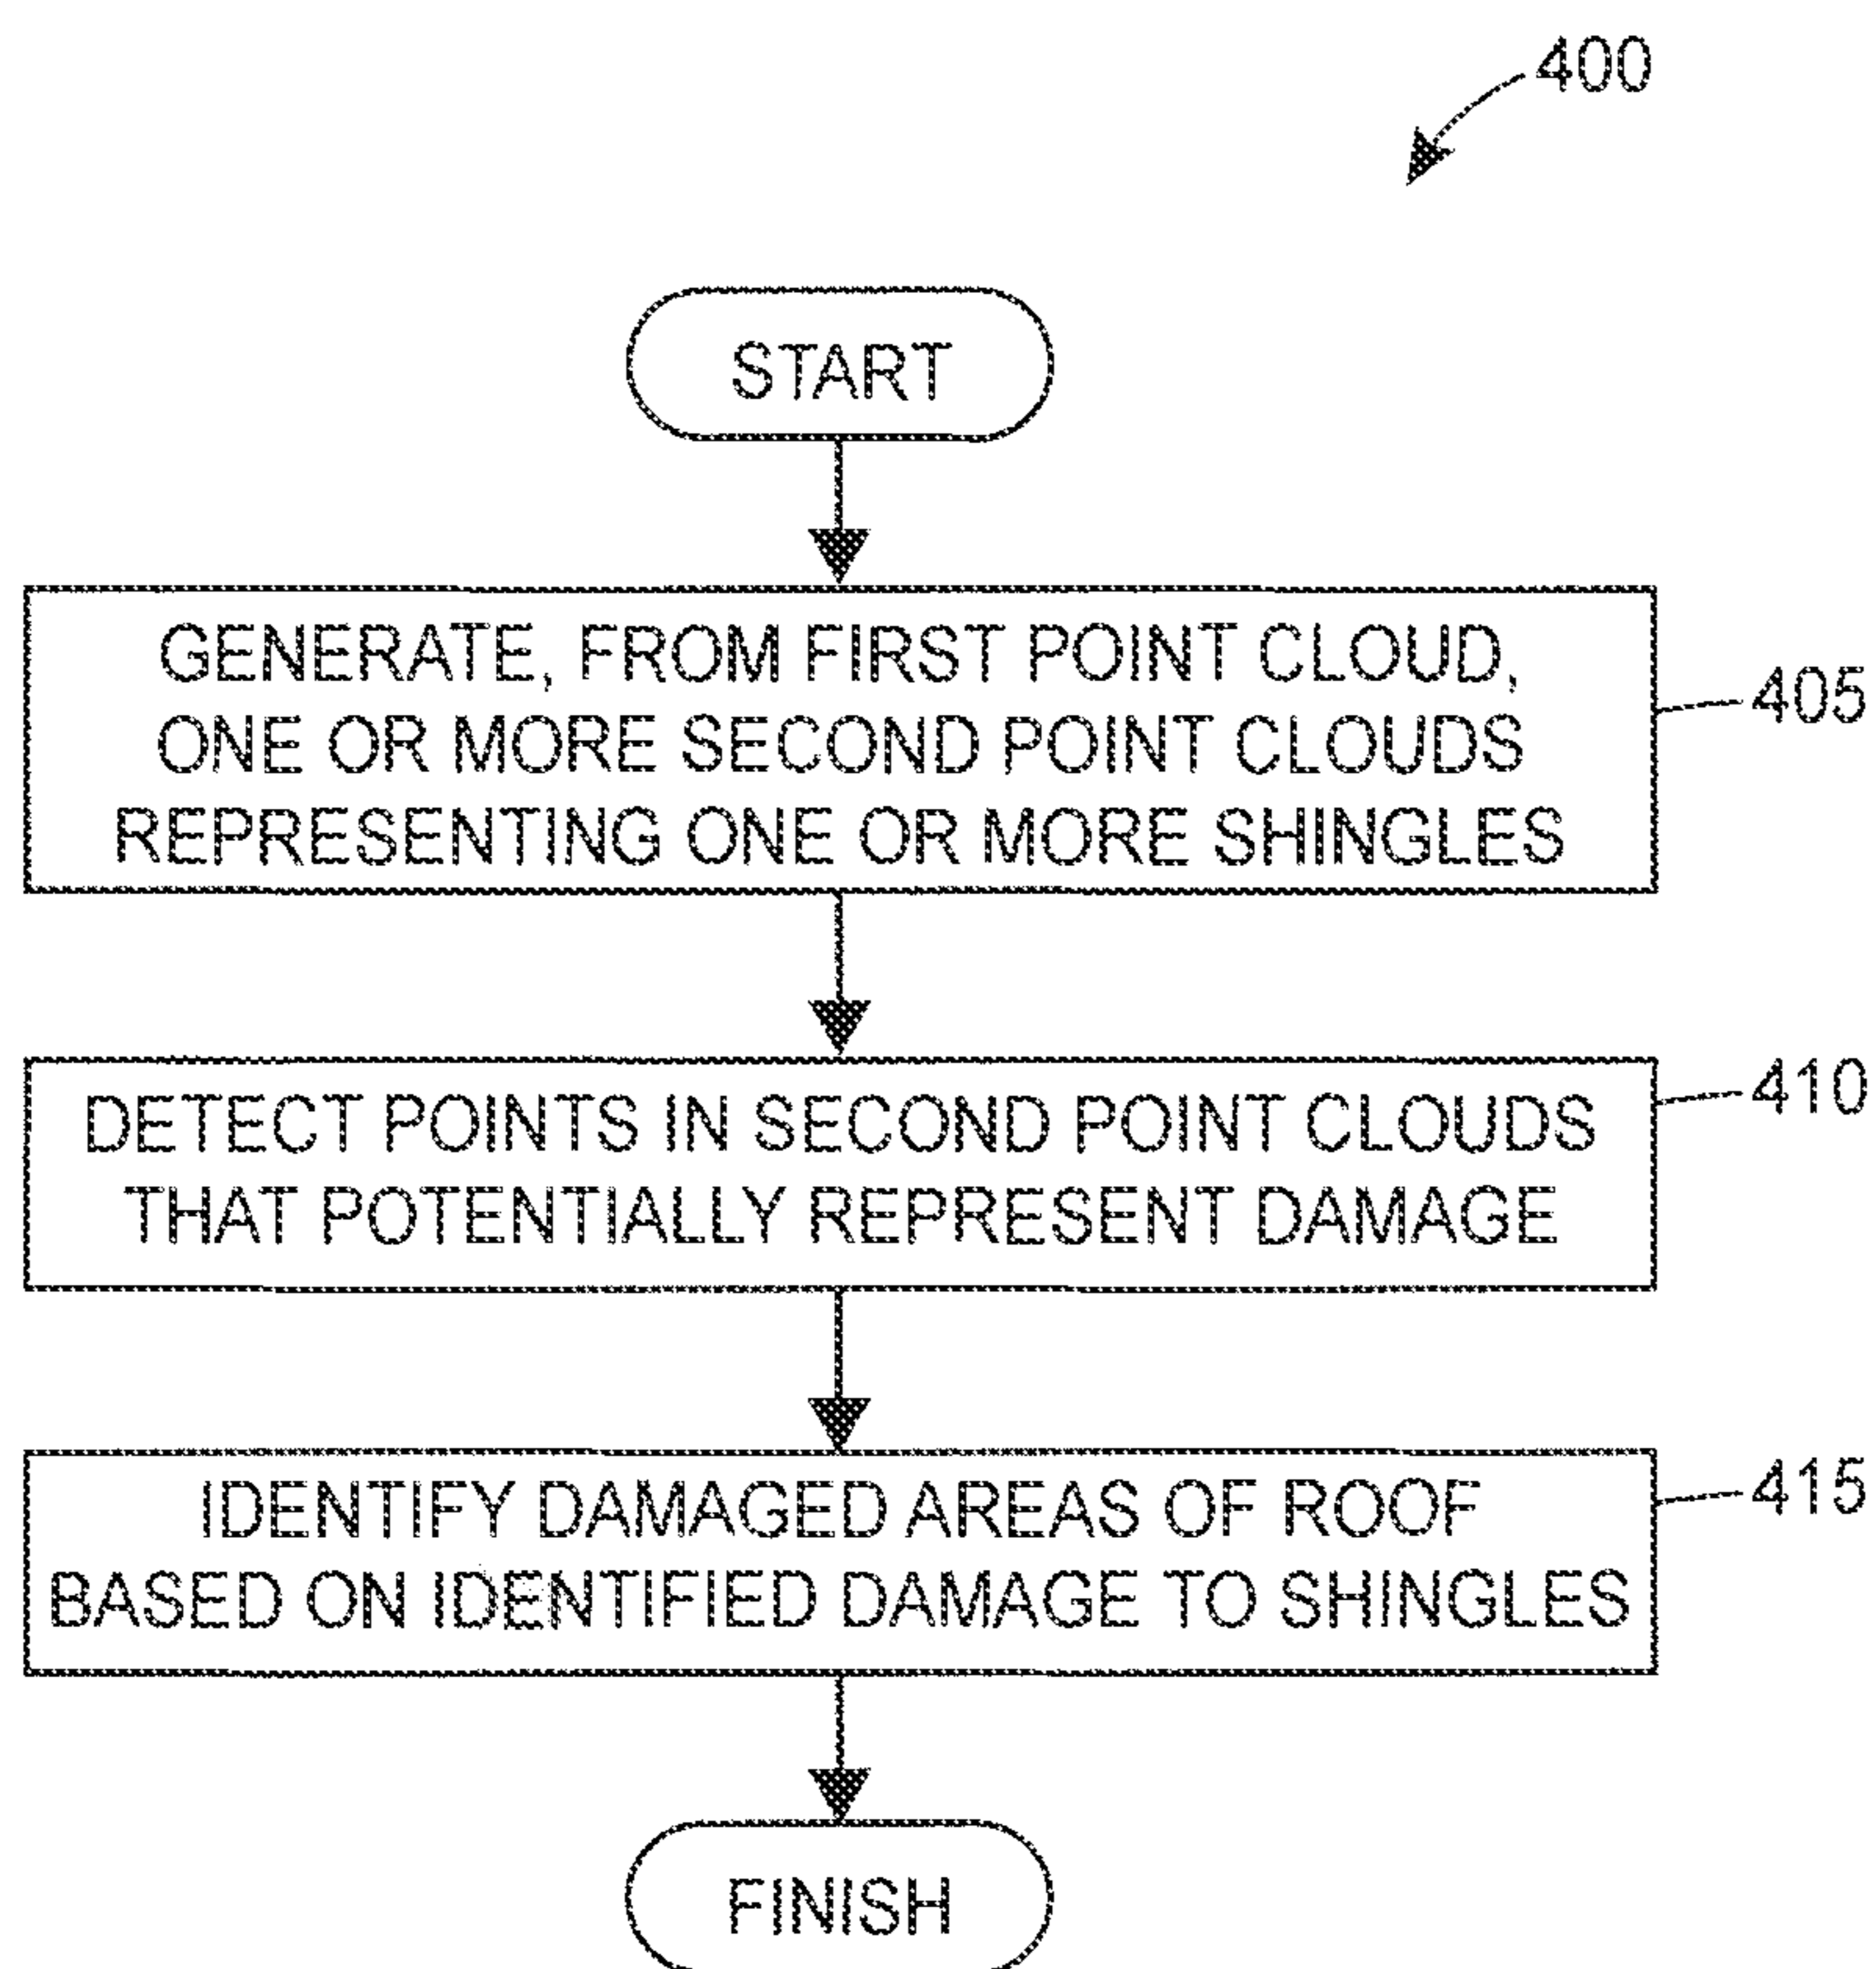 400
START
GENERATE, FROM FIRST POINT CLOUD,
ONE OR MORE SECOND POINT CLOUDS
REPRESENTING ONE OR MORE SHINGLES
405
DETECT POINTS IN SECOND POINT CLOUDS
THAT POTENTIALLY REPRESENT DAMAGE
410
IDENTIFY DAMAGED AREAS OF ROOF
BASED ON IDENTIFIED DAMAGE TO SHINGLES
415
FINISH